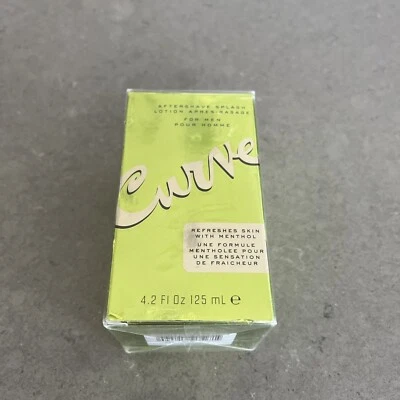 AFTERSHAVE SPLASH
LOTION APRÈS-RASAGE
FOR MEN
POUR HOMME
Curve
REFRESHES SKIN
WITH MENTHOL
UNE FORMULE
MENTHOLEE POUR
UNE SENSATION
DE FRAICHEUR
4.2 Fl Oz 125 mL ℮